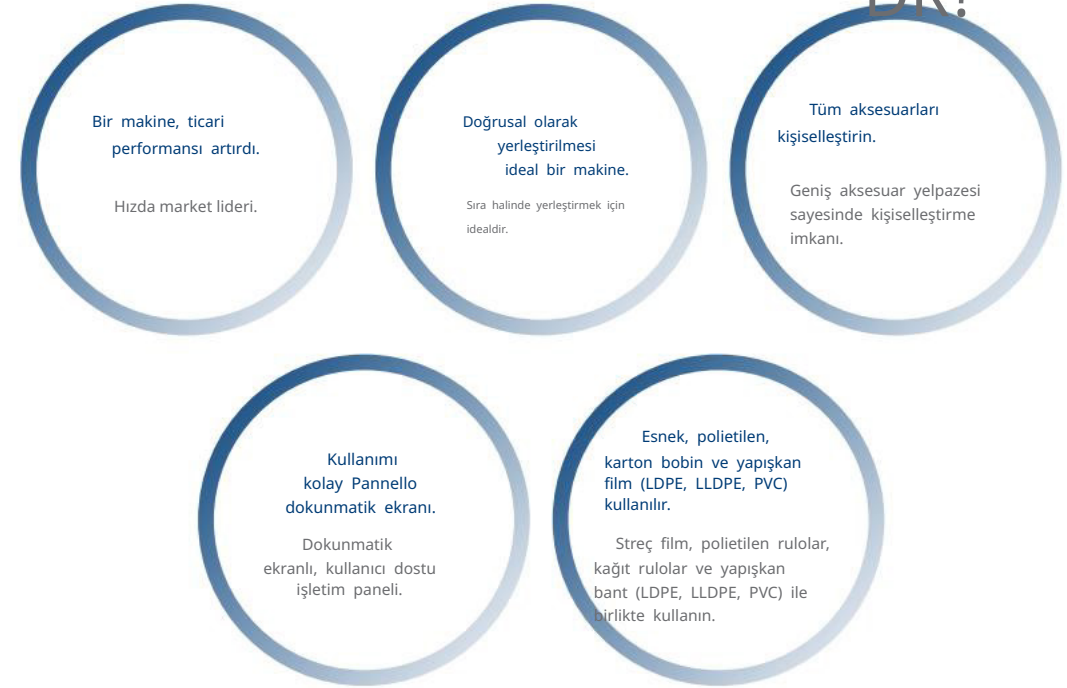 Bir makine, ticari
performansı artırdı.
Hızda market lideri.
Doğrusal olarak
yerleştirilmesi
ideal bir makine.
Sıra halinde yerleştirmek için
idealdir.
Tüm aksesuarları
kişiselleştirin.
Geniş aksesuar yelpazesi
sayesinde kişiselleştirme
imkanı.
Kullanımı
kolay Pannello
dokunmatik ekranı.
Dokunmatik
ekranlı, kullanıcı dostu
işletim paneli.
Esnek, polietilen,
karton bobin ve yapışkan
film (LDPE, LLDPE, PVC)
kullanılır.
Streç film, polietilen rulolar,
kağıt rulolar ve yapışkan
bant (LDPE, LLDPE, PVC) ile
birlikte kullanın.